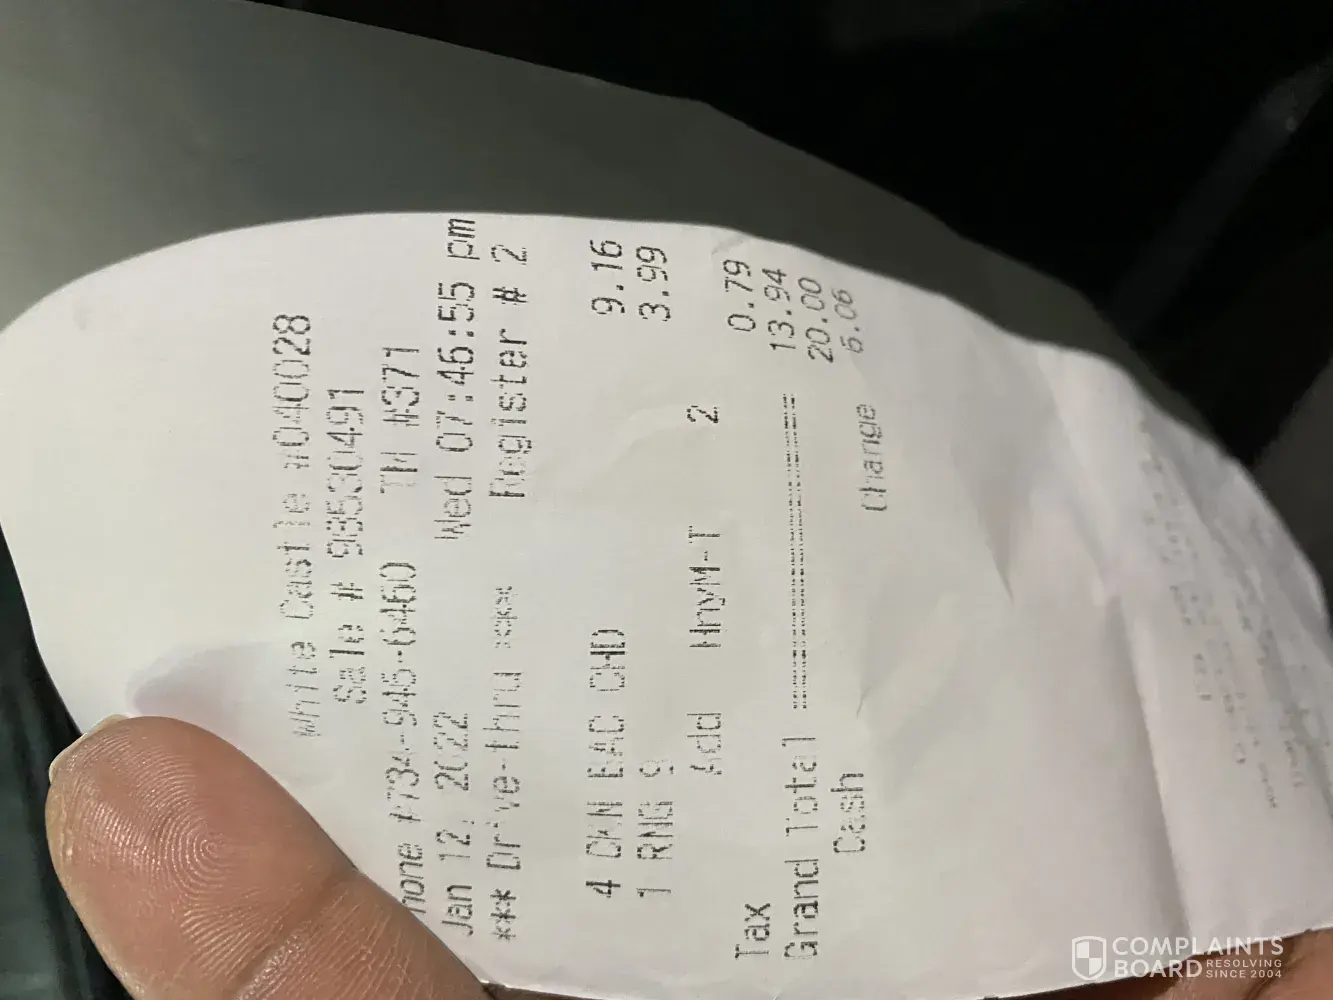 White Castle #040028
Sale # 98530491
hone #734-946-6460 TM #371
Jan 12, 2022 Wed 07:46:55 pm
*** Drive-thru *** Register # 2
4 CKN BAC CHD 9.16
1 RNG S 3.99
Add HnyM-T 2
Tax 0.79
Grand Total 13.94
Cash 20.00
Change 6.06
COMPLAINTS
BOARD RESOLVING
SINCE 2004